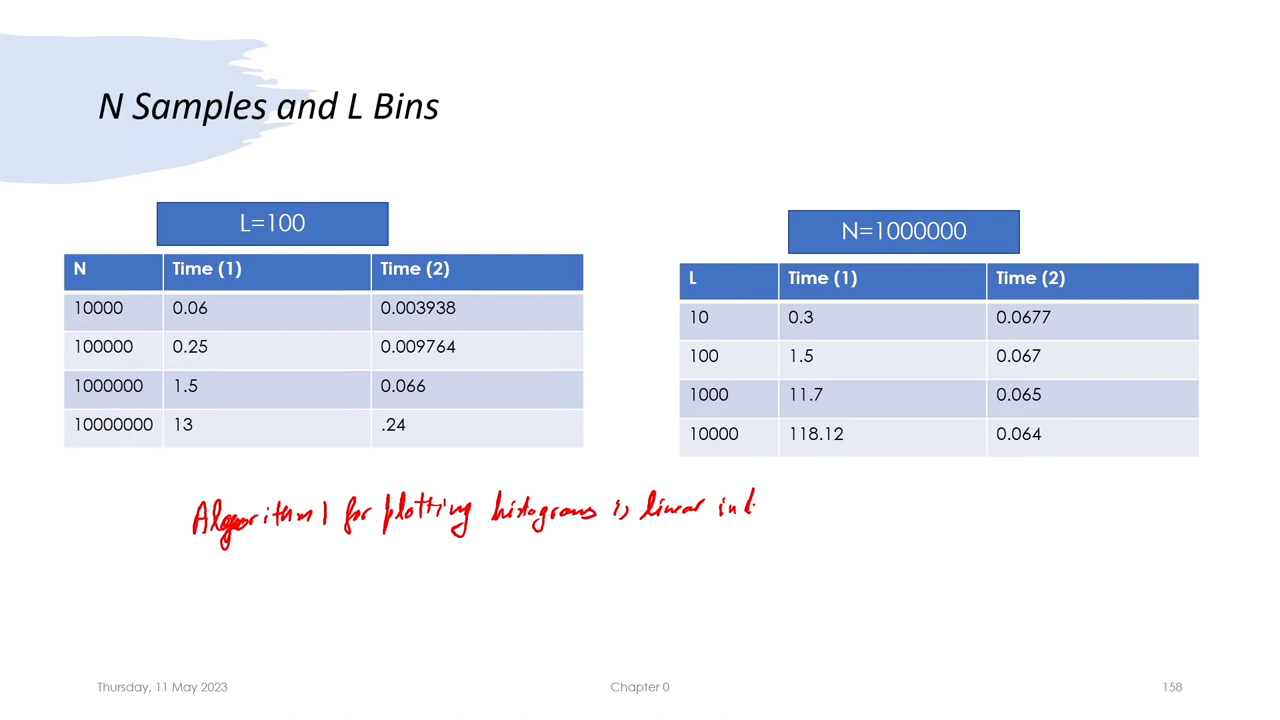 N Samples and L Bins
L=100
N Time (1) Time (2)
10000 0.06 0.003938
100000 0.25 0.009764
1000000 1.5 0.066
10000000 13 .24
N=1000000
L Time (1) Time (2)
10 0.3 0.0677
100 1.5 0.067
1000 11.7 0.065
10000 118.12 0.064
Algorithm 1 for plotting histograms is linear in
Thursday, 11 May 2023 Chapter 0 158